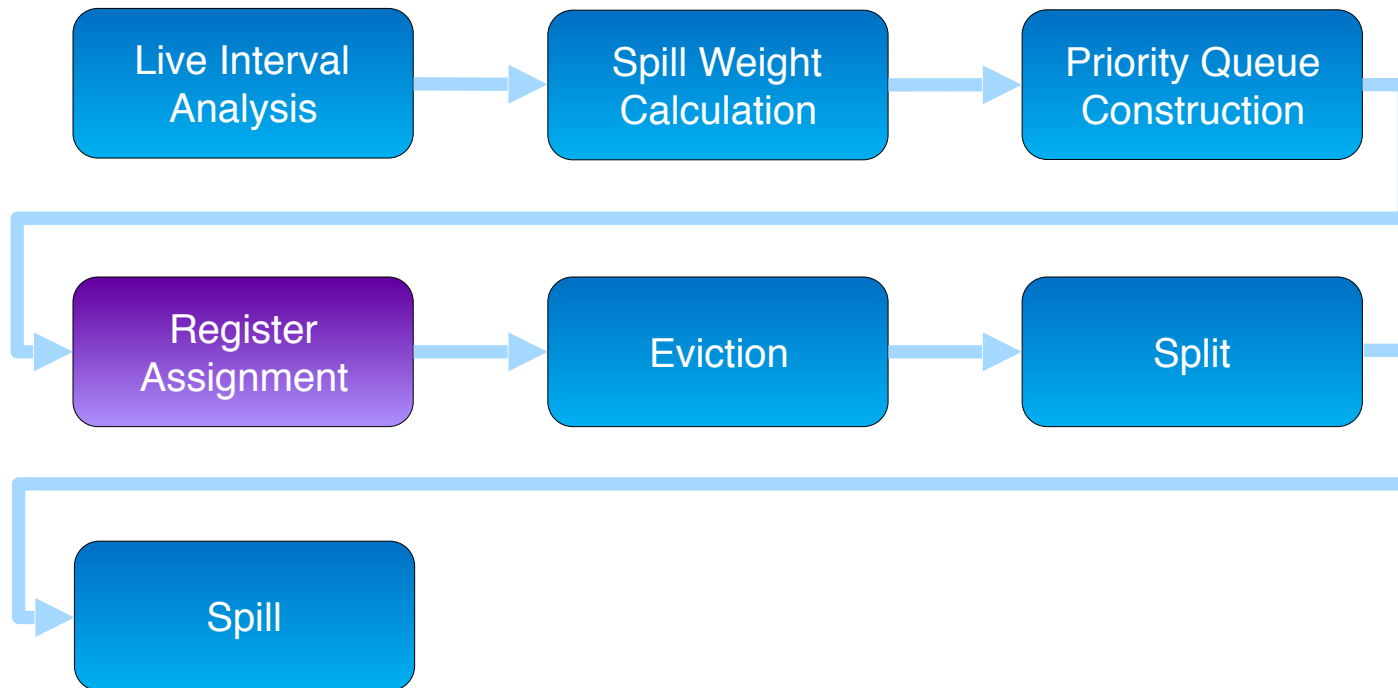 Live Interval
Analysis
Spill Weight
Calculation
Priority Queue
Construction
Register
Assignment
Eviction
Split
Spill